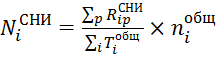 N_i^СНИ = (∑_p R_ip^СНИ) / (∑_i T_i^общ) × n_i^общ